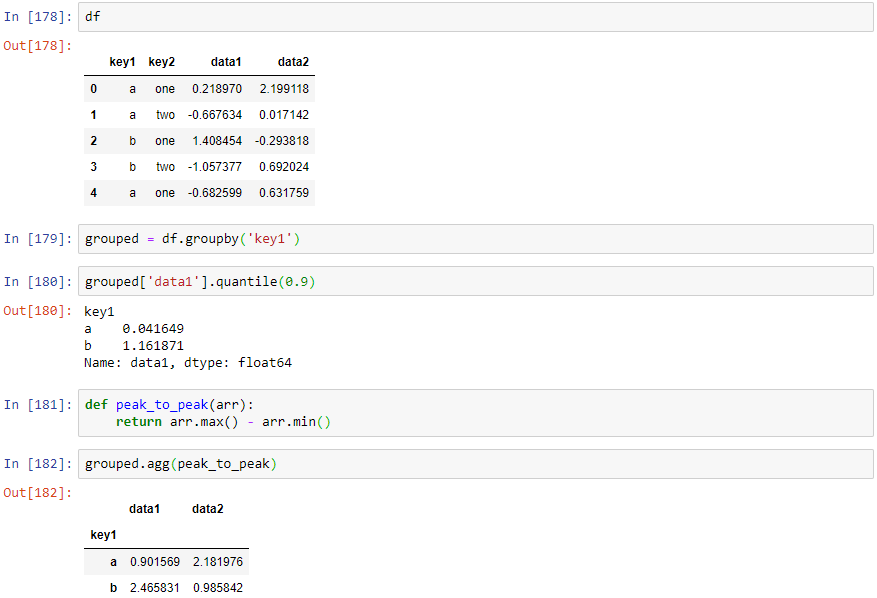 In [178]: df
Out[178]:
key1 key2 data1 data2
0 a one 0.218970 2.199118
1 a two -0.667634 0.017142
2 b one 1.408454 -0.293818
3 b two -1.057377 0.692024
4 a one -0.682599 0.631759
In [179]: grouped = df.groupby('key1')
In [180]: grouped['data1'].quantile(0.9)
Out[180]: key1
a    0.041649
b    1.161871
Name: data1, dtype: float64
In [181]: def peak_to_peak(arr):
    return arr.max() - arr.min()
In [182]: grouped.agg(peak_to_peak)
Out[182]:
data1 data2
key1
a 0.901569 2.181976
b 2.465831 0.985842